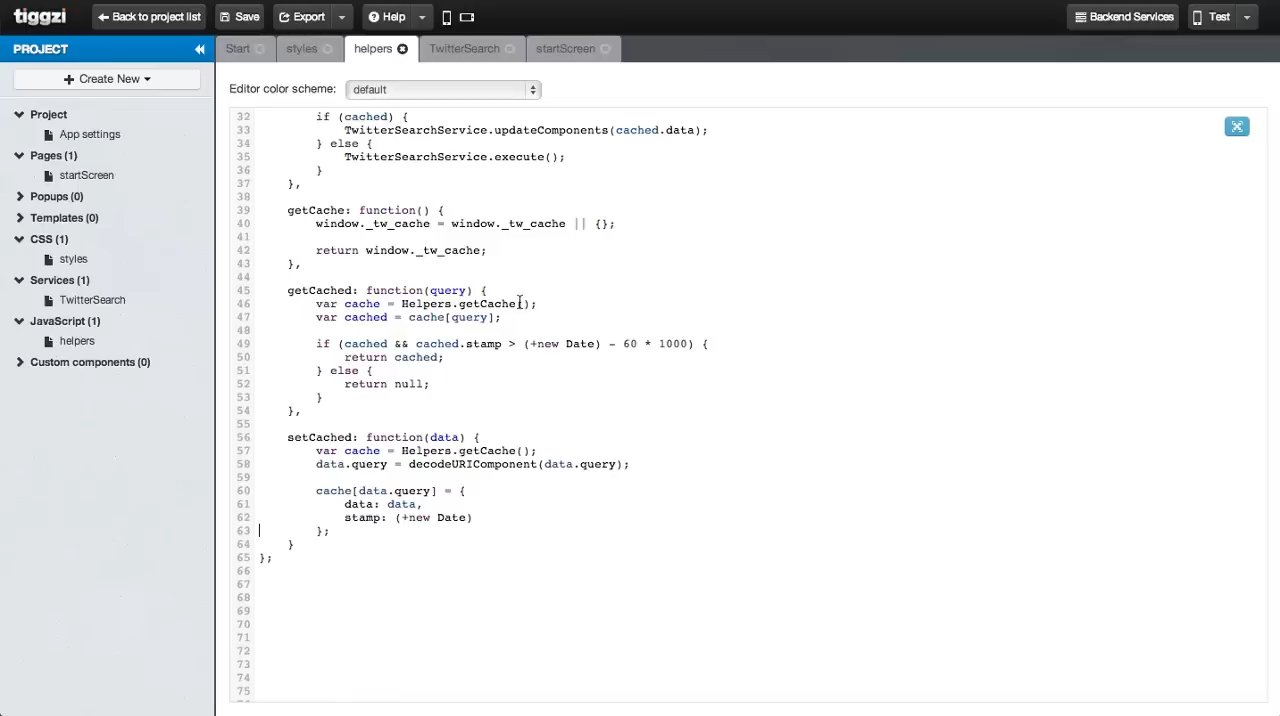 tiggzi
Back to project list
Save
Export
Help
Backend Services
Test
PROJECT
Start
styles
helpers
TwitterSearch
startScreen
Create New
Project
App settings
Pages (1)
startScreen
Popups (0)
Templates (0)
CSS (1)
styles
Services (1)
TwitterSearch
JavaScript (1)
helpers
Custom components (0)
Editor color scheme: default
32 if (cached) {
33 TwitterSearchService.updateComponents(cached.data);
34 } else {
35 TwitterSearchService.execute();
36 }
37 },
38
39 getCache: function() {
40 window._tw_cache = window._tw_cache || {};
41
42 return window._tw_cache;
43 },
44
45 getCached: function(query) {
46 var cache = Helpers.getCache();
47 var cached = cache[query];
48
49 if (cached && cached.stamp > (+new Date) - 60 * 1000) {
50 return cached;
51 } else {
52 return null;
53 }
54 },
55
56 setCached: function(data) {
57 var cache = Helpers.getCache();
58 data.query = decodeURIComponent(data.query);
59
60 cache[data.query] = {
61 data: data,
62 stamp: (+new Date)
63 };
64 }
65 };
66
67
68
69
70
71
72
73
74
75